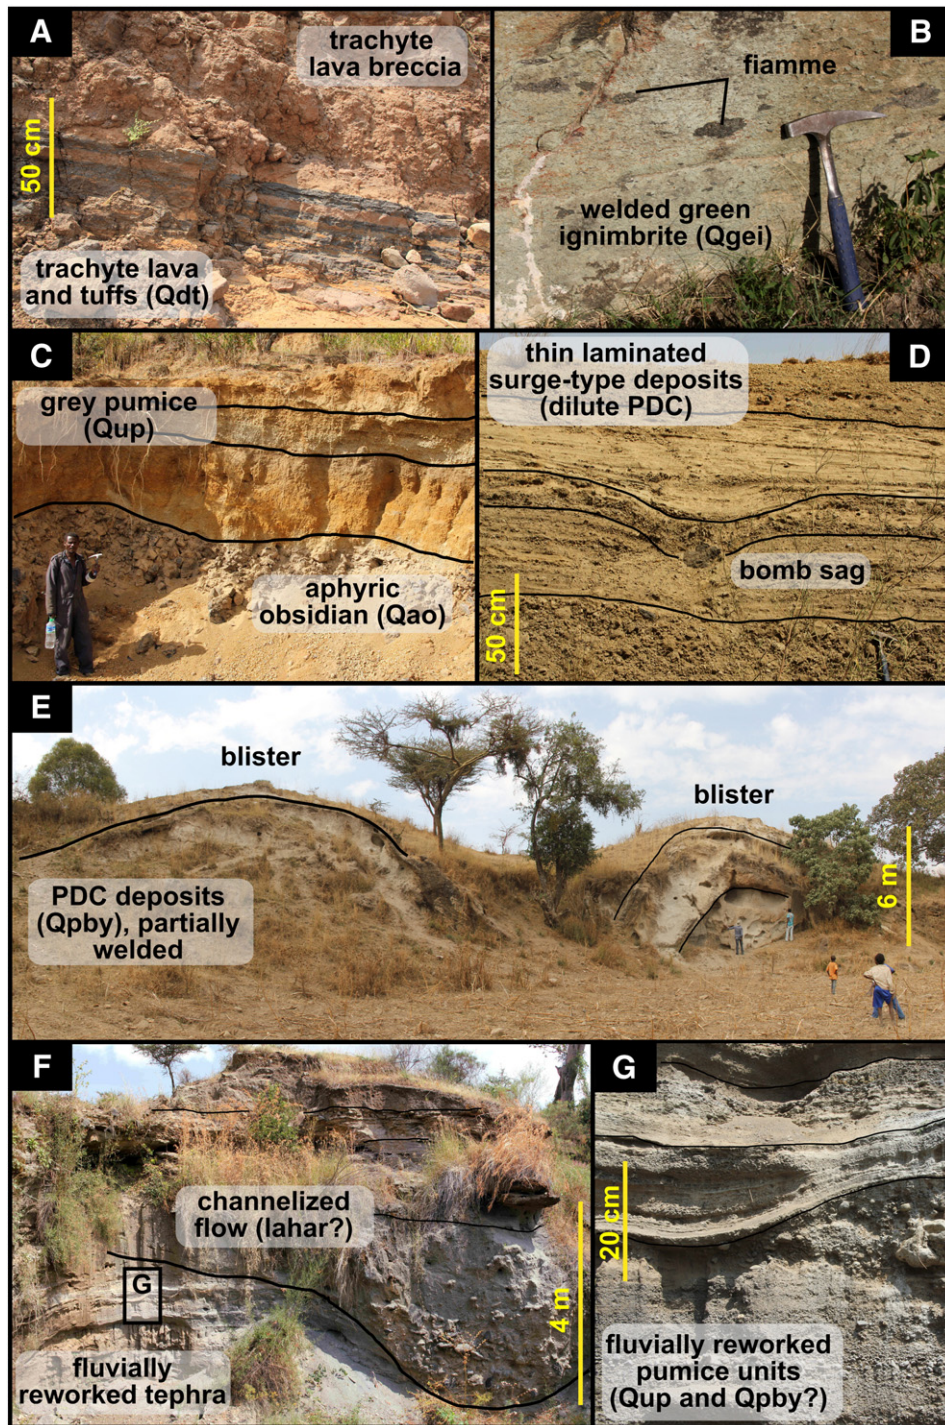 A
trachyte
lava breccia
50 cm
trachyte lava
and tuffs (Qdt)
B
fiamme
welded green
ignimbrite (Qgei)
C
grey pumice
(Qup)
aphyric
obsidian (Qao)
D
thin laminated
surge-type deposits
(dilute PDC)
bomb sag
50 cm
E
blister
blister
PDC deposits
(Qpby), partially
welded
6 m
F
channelized
flow (lahar?)
G
4 m
fluvially
reworked tephra
G
20 cm
fluvially reworked
pumice units
(Qup and Qpby?)